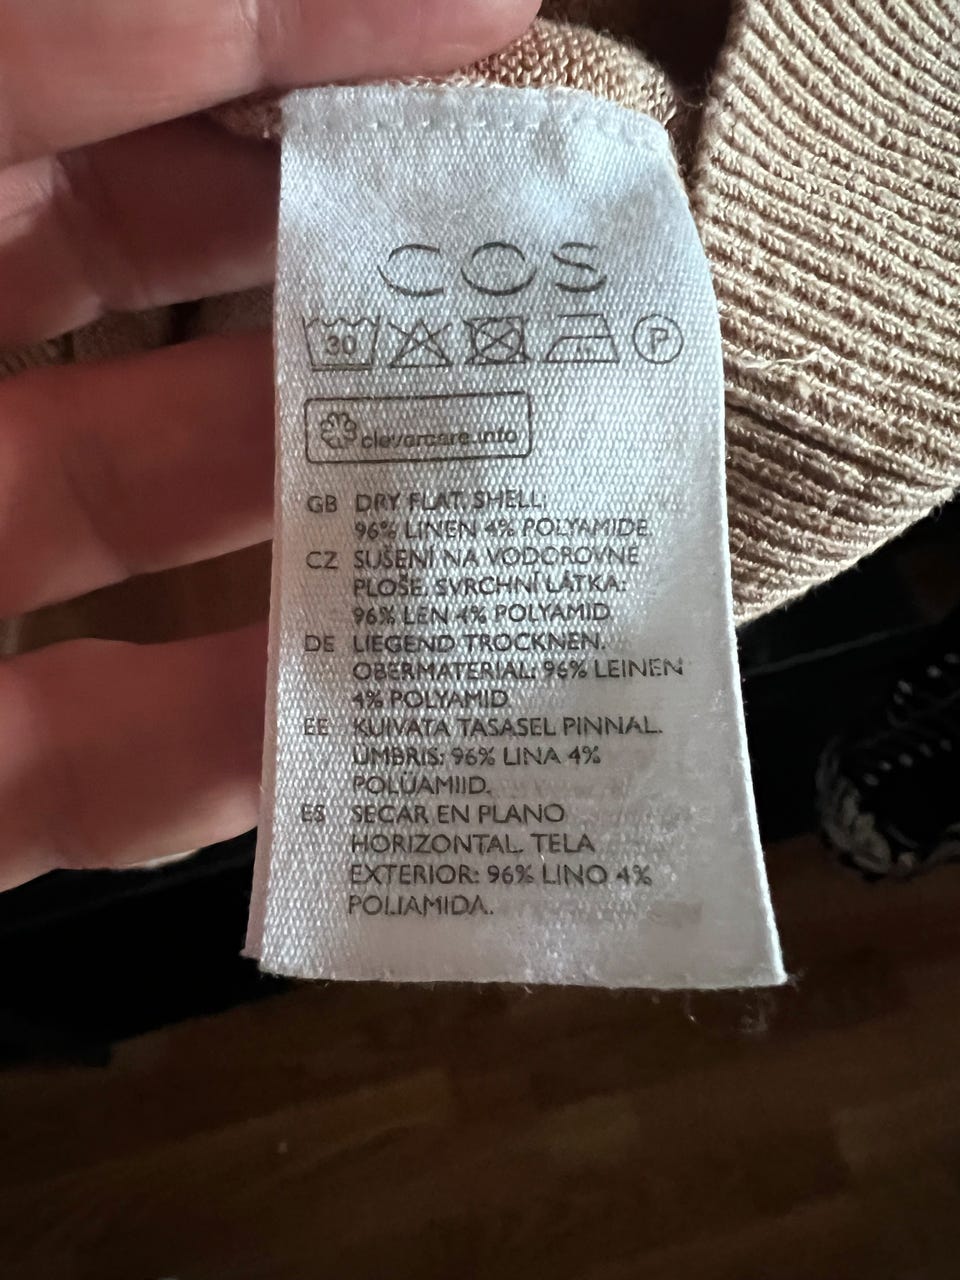 COS
30 P
clevercare.info
GB DRY FLAT. SHELL:
96% LINEN 4% POLYAMIDE
CZ SUŠENÍ NA VODOROVNÉ
PLOŠE. SVRCHNÍ LÁTKA:
96% LEN 4% POLYAMID
DE LIEGEND TROCKNEN.
OBERMATERIAL: 96% LEINEN
4% POLYAMID
EE KUIVATA TASASEL PINNAL.
ÜMBRIS: 96% LINA 4%
POLÜAMIID.
ES SECAR EN PLANO
HORIZONTAL. TELA
EXTERIOR: 96% LINO 4%
POLIAMIDA.